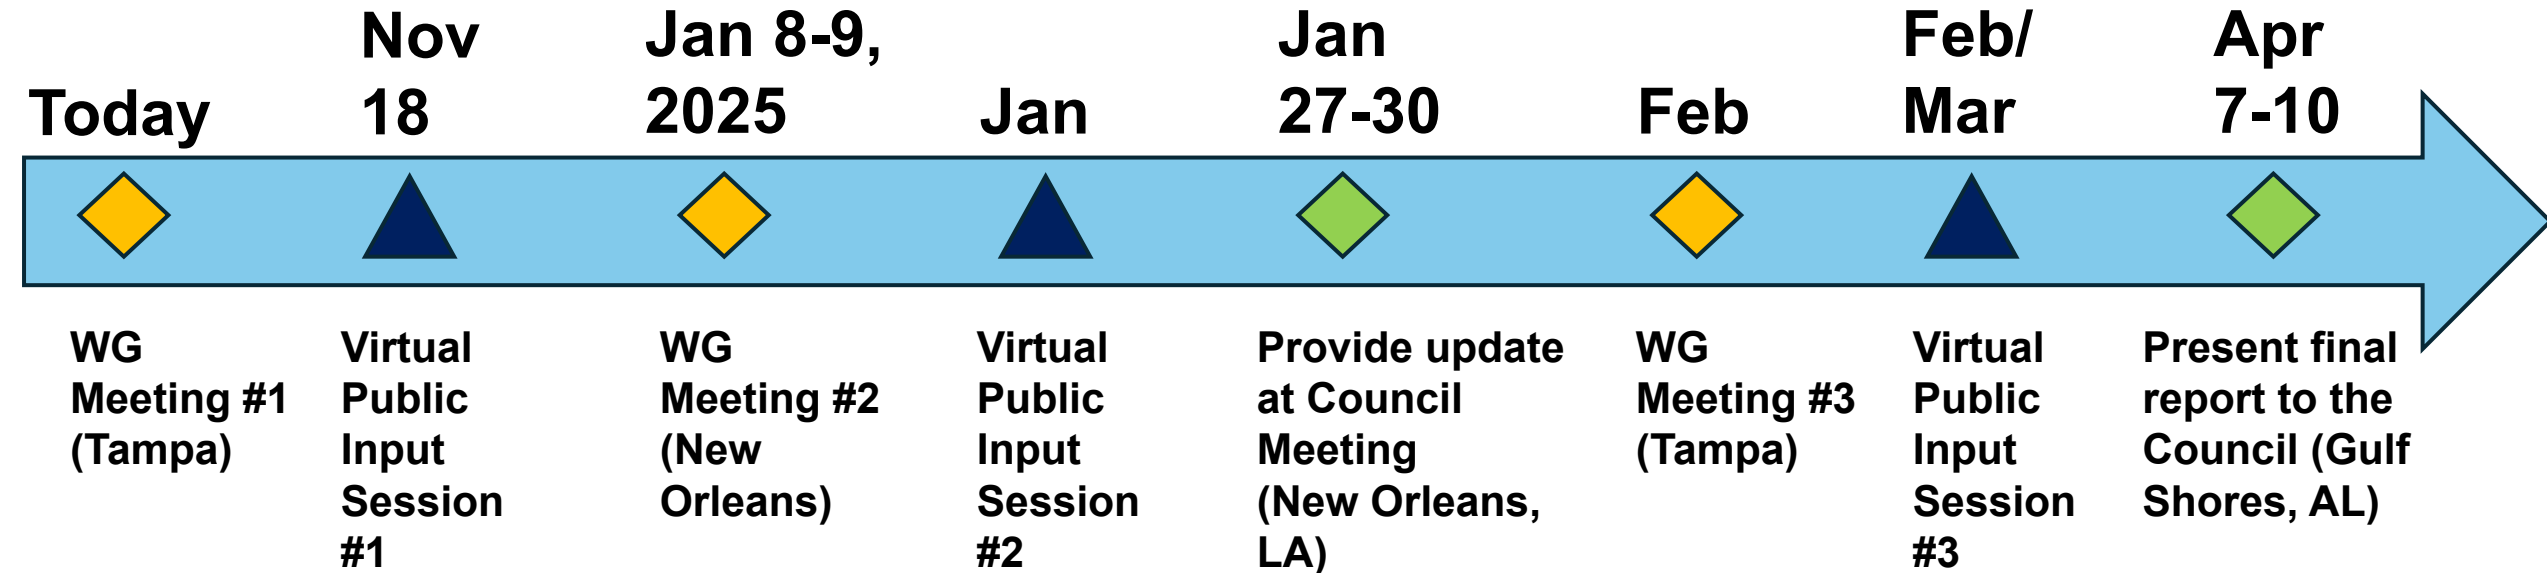 Today
Nov
18
Jan 8-9,
2025
Jan
Jan
27-30
Feb
Feb/
Mar
Apr
7-10
WG
Meeting #1
(Tampa)
Virtual
Public
Input
Session
#1
WG
Meeting #2
(New
Orleans)
Virtual
Public
Input
Session
#2
Provide update
at Council
Meeting
(New Orleans,
LA)
WG
Meeting #3
(Tampa)
Virtual
Public
Input
Session
#3
Present final
report to the
Council (Gulf
Shores, AL)